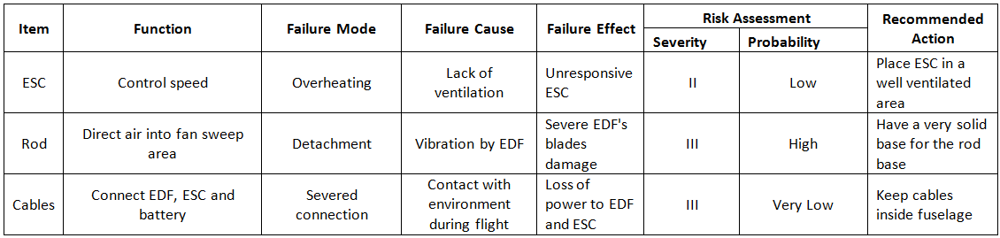 Item Function Failure Mode Failure Cause Failure Effect Risk Assessment Recommended Action
Severity Probability
ESC Control speed Overheating Lack of ventilation Unresponsive ESC II Low Place ESC in a well ventilated area
Rod Direct air into fan sweep area Detachment Vibration by EDF Severe EDF's blades damage III High Have a very solid base for the rod base
Cables Connect EDF, ESC and battery Severed connection Contact with environment during flight Loss of power to EDF and ESC III Very Low Keep cables inside fuselage